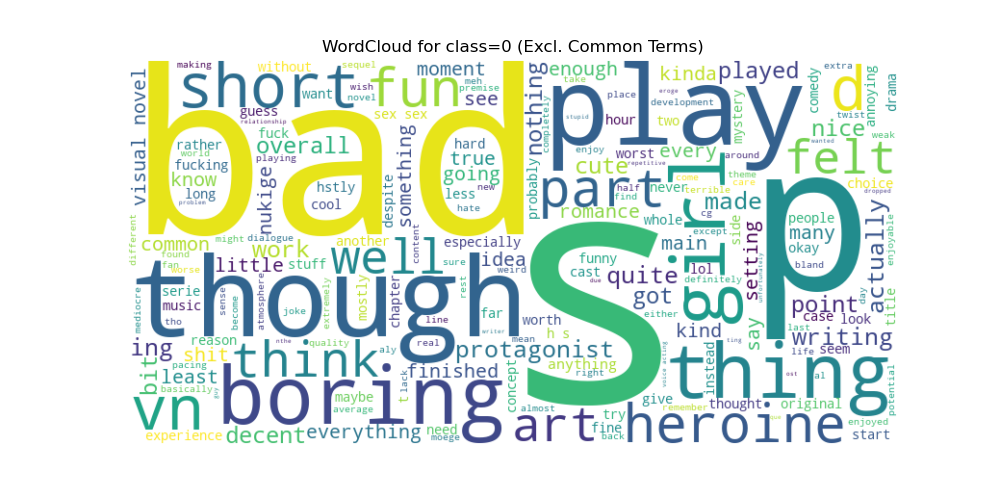 WordCloud for class=0 (Excl. Common Terms)
making
sequel
meh
premise
wish
novel
without
want
moment
see
enough
kinda
played
extra
comedy
annoying
drama
twist
weak
visual novel
short
fun
guess
sex sex
nothing
take
eroge
place
development
completely
stupid
hour
two
mystery
d
bad
play
relationship
fuck
overall
rather
world
fucking
playing
know
long
problem
nukige
hstly
cool
despite
something
hard
true
going
less
new
hate
probably
enjoy
repetitive
worst
every
around
wanted
nice
felt
cute
half
find
never
terrible
theme
come
care
choice
dropped
part
romance
whole
cg
except
made
side
people
many
okay
bland
enjoyable
actually
different
common
might
dialogue
another
content
work
found
fan
well
sure
especially
idea
weird
funny
cast
due
main
lol
definitely
girl
setting
unfortunately
p
worse
little
stuff
mostly
chapter
rest
quite
got
either
say
point
title
day
case
look
though
S
thing
mediocre
serie
music
tho
sense
become
atmosphere
joke
extremely
line
far
writer
worth
mean
h s
kind
instead
voice acting
ting
last
writing
life
seem
ing
reason
nthe
quality
real
protagonist
anything
right
bit
shit
pacing
least
basically
guy
think
aly
lack
t
finished
concept
almost
ost
al
potential
vn
boring
maybe
average
art
try
fine
back
give
remember
thought
true
original
enjoyed
start
experience
decent
everything
need
moege
heroine